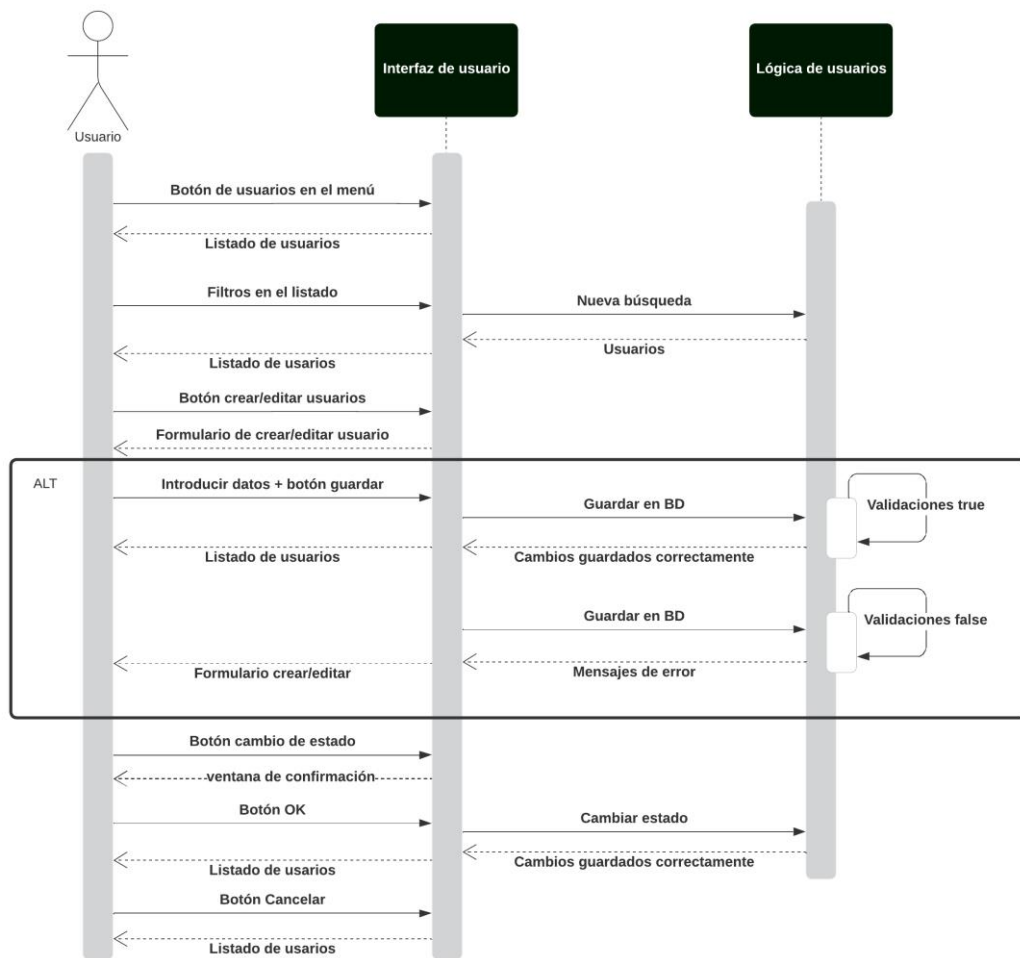 Interfaz de usuario
Lógica de usuarios
Usuario
Botón de usuarios en el menú
Listado de usuarios
Filtros en el listado
Nueva búsqueda
Usuarios
Listado de usarios
Botón crear/editar usuarios
Formulario de crear/editar usuario
ALT
Introducir datos + botón guardar
Guardar en BD
Validaciones true
Listado de usuarios
Cambios guardados correctamente
Guardar en BD
Validaciones false
Formulario crear/editar
Mensajes de error
Botón cambio de estado
ventana de confirmación
Botón OK
Cambiar estado
Listado de usarios
Cambios guardados correctamente
Botón Cancelar
Listado de usarios